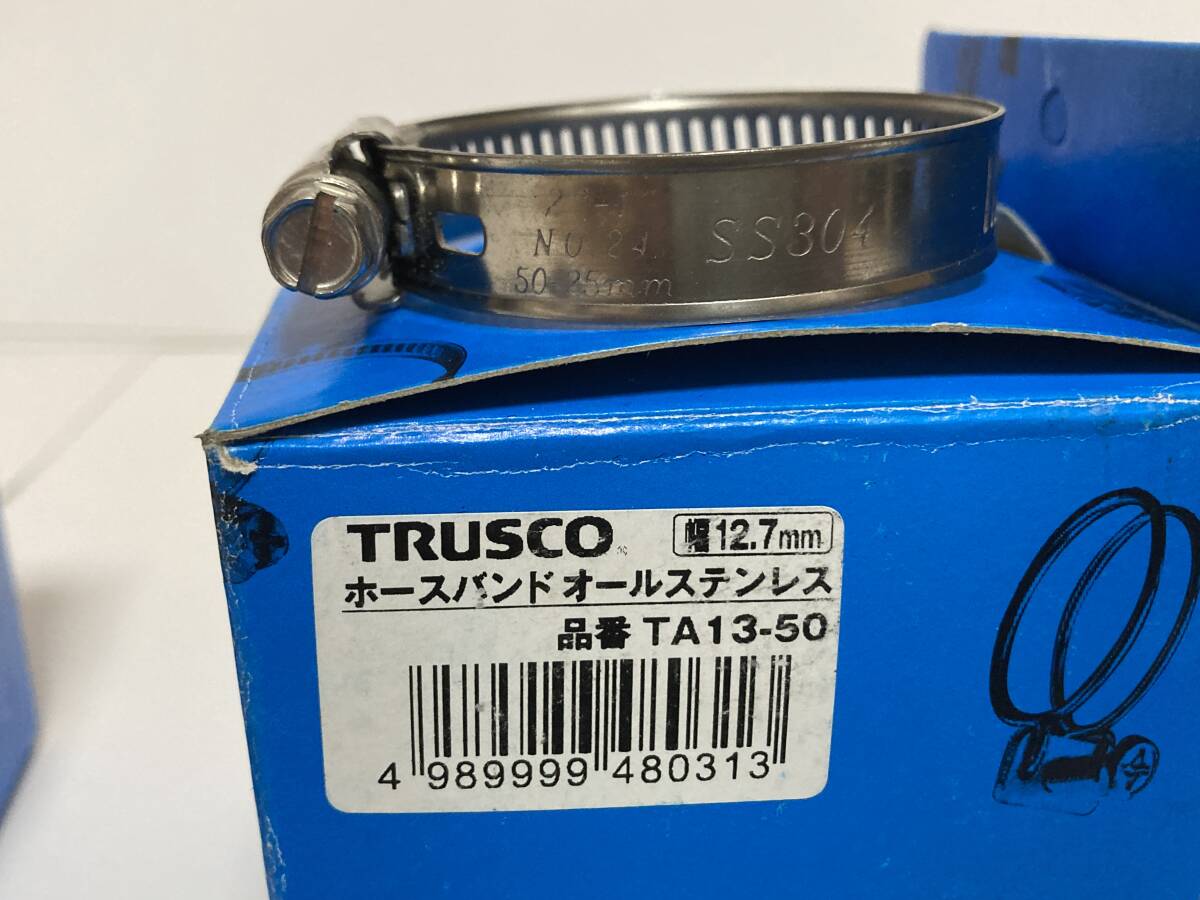 NO 24
SS304
50-25mm
TRUSCO
幅12.7mm
ホースバンド オールステンレス
品番 TA13-50
4 989999 480313